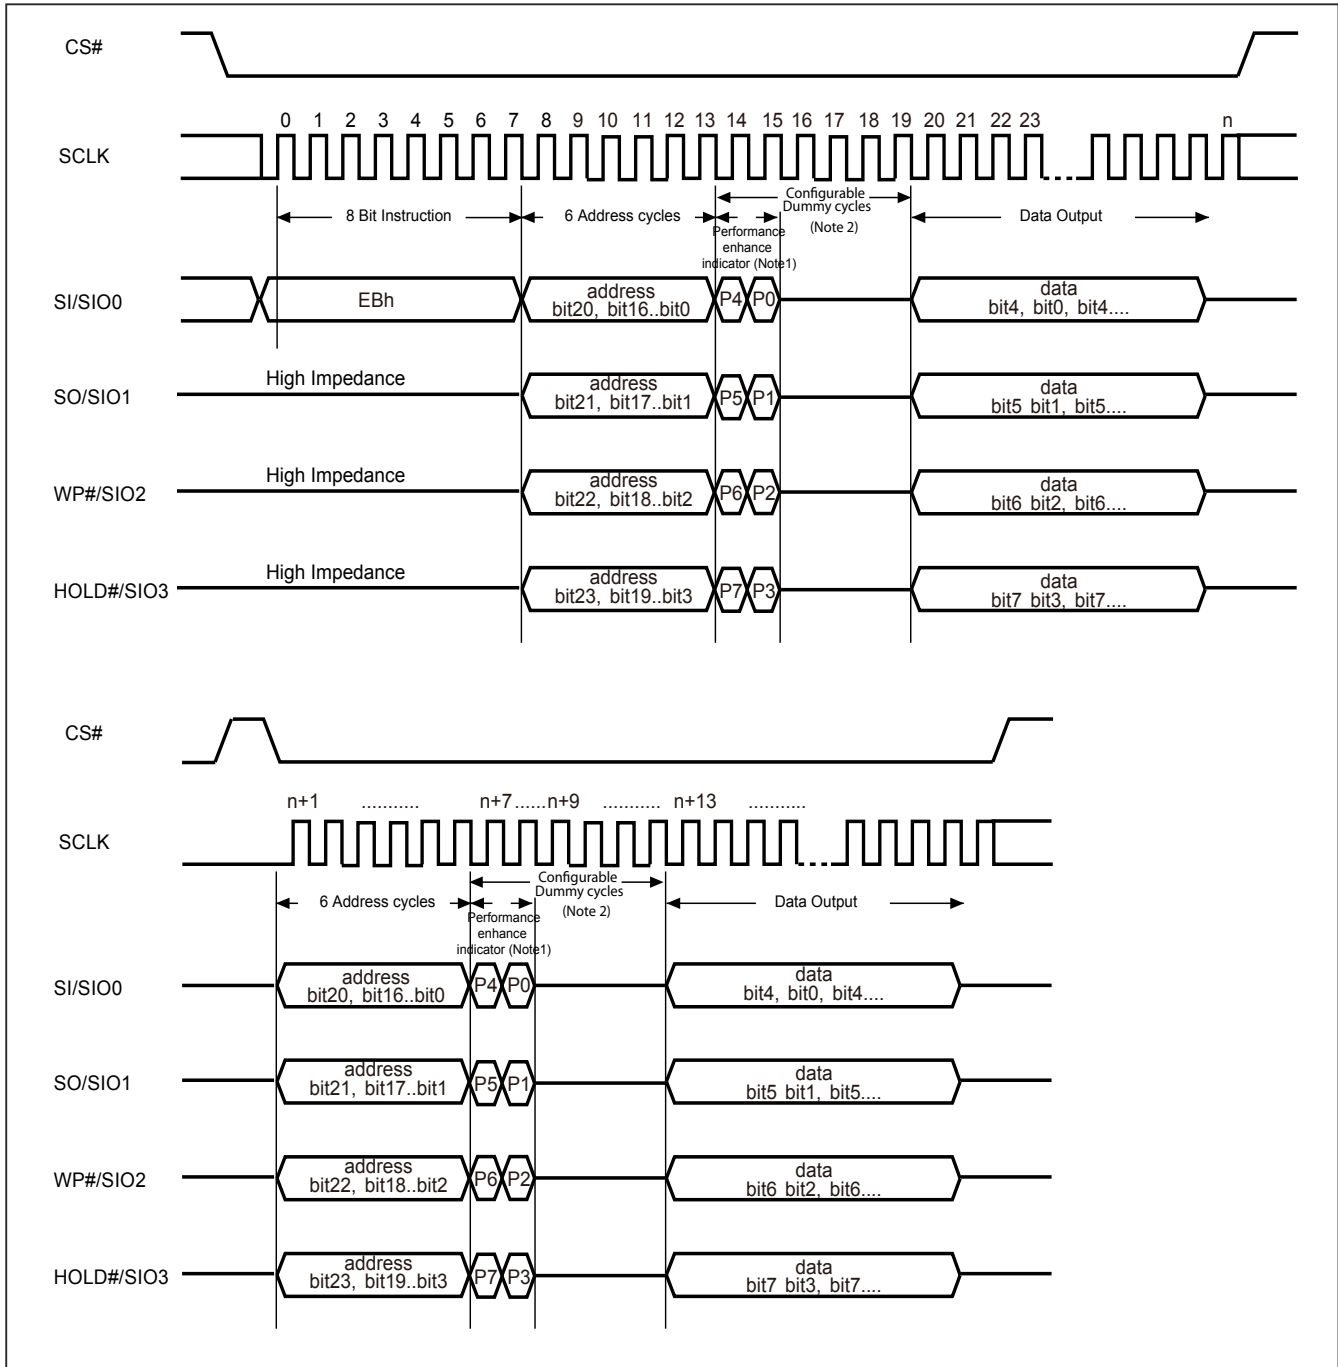 CS#
0 1 2 3 4 5 6 7 8 9 10 11 12 13 14 15 16 17 18 19 20 21 22 23 n
SCLK
8 Bit Instruction
6 Address cycles
Configurable
Dummy cycles
(Note 2)
Data Output
Performance
enhance
indicator (Note1)
SI/SIO0
EBh
address
bit20, bit16..bit0
P4 P0
data
bit4, bit0, bit4....
SO/SIO1
High Impedance
address
bit21, bit17..bit1
P5 P1
data
bit5 bit1, bit5....
WP#/SIO2
High Impedance
address
bit22, bit18..bit2
P6 P2
data
bit6 bit2, bit6....
HOLD#/SIO3
High Impedance
address
bit23, bit19..bit3
P7 P3
data
bit7 bit3, bit7....
CS#
n+1 ........... n+7 ......n+9 ........... n+13 ...........
SCLK
6 Address cycles
Configurable
Dummy cycles
(Note 2)
Data Output
Performance
enhance
indicator (Note1)
SI/SIO0
address
bit20, bit16..bit0
P4 P0
data
bit4, bit0, bit4....
SO/SIO1
address
bit21, bit17..bit1
P5 P1
data
bit5 bit1, bit5....
WP#/SIO2
address
bit22, bit18..bit2
P6 P2
data
bit6 bit2, bit6....
HOLD#/SIO3
address
bit23, bit19..bit3
P7 P3
data
bit7 bit3, bit7....